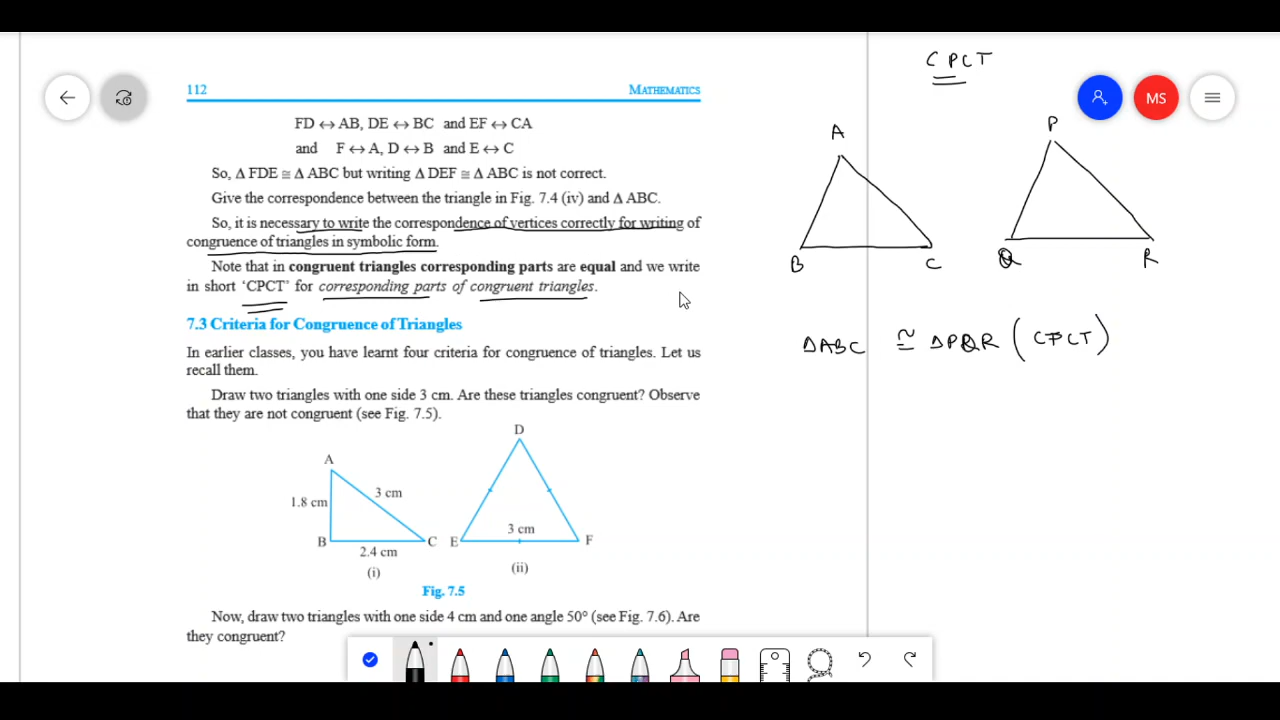 112 MATHEMATICS
FD ↔ AB, DE ↔ BC and EF ↔ CA
and F ↔ A, D ↔ B and E ↔ C
So, Δ FDE ≅ Δ ABC but writing Δ DEF ≅ Δ ABC is not correct.
Give the correspondence between the triangle in Fig. 7.4 (iv) and Δ ABC.
So, it is necessary to write the correspondence of vertices correctly for writing of
congruence of triangles in symbolic form.
Note that in congruent triangles corresponding parts are equal and we write
in short ‘CPCT’ for corresponding parts of congruent triangles.
7.3 Criteria for Congruence of Triangles
In earlier classes, you have learnt four criteria for congruence of triangles. Let us
recall them.
Draw two triangles with one side 3 cm. Are these triangles congruent? Observe
that they are not congruent (see Fig. 7.5).
A
1.8 cm
3 cm
B
C
2.4 cm
(i)
D
E
3 cm
F
(ii)
Fig. 7.5
Now, draw two triangles with one side 4 cm and one angle 50° (see Fig. 7.6). Are
they congruent?
CPCT
MS
A
B
C
P
Q
R
ΔABC ≅ ΔPQR (CPCT)